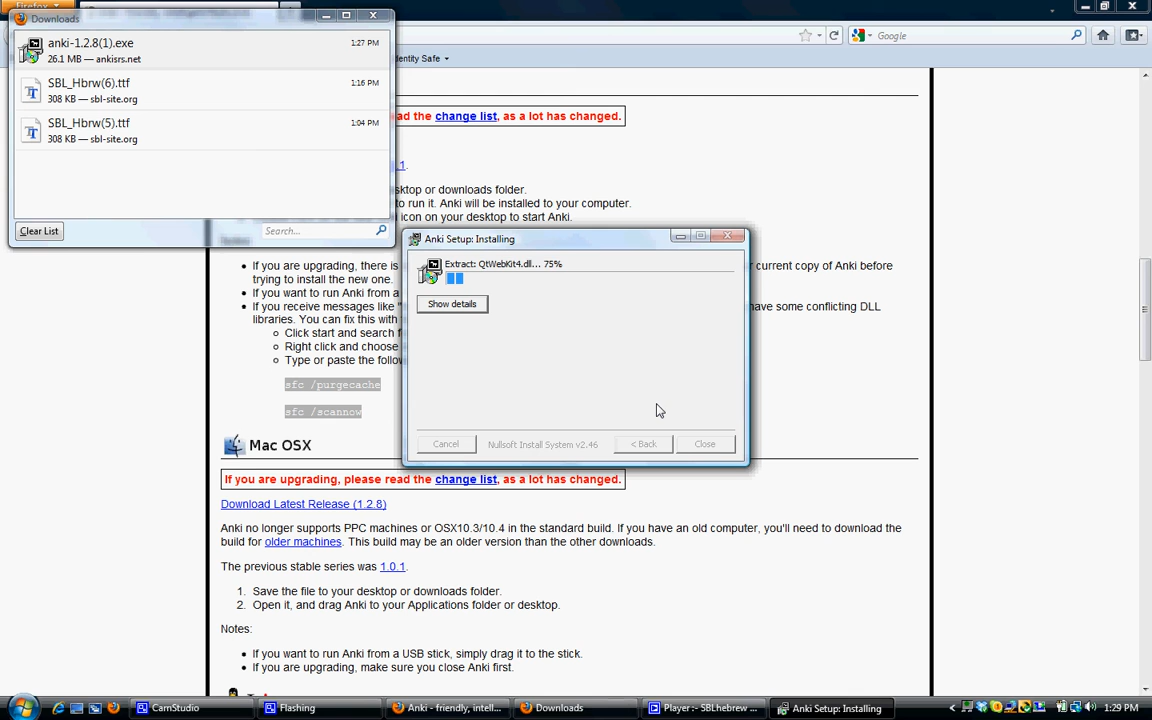 Firefox
Downloads
anki-1.2.8(1).exe
1:27 PM
26.1 MB — ankisrs.net
SBL_Hbrw(6).ttf
1:16 PM
308 KB — sbl-site.org
SBL_Hbrw(5).ttf
1:04 PM
308 KB — sbl-site.org
Clear List
Search...
Google
dentity Safe
ad the change list, as a lot has changed.
.1.
sktop or downloads folder.
to run it. Anki will be installed to your computer.
icon on your desktop to start Anki.
Anki Setup: Installing
Extract: QtWebKit4.dll... 75%
Show details
Cancel
Nullsoft Install System v2.46
< Back
Close
If you are upgrading, there is
current copy of Anki before
trying to install the new one.
If you want to run Anki from a
If you receive messages like "
have some conflicting DLL
libraries. You can fix this with
Click start and search f
Right click and choose
Type or paste the follow
sfc /purgecache
sfc /scannow
Mac OSX
If you are upgrading, please read the change list, as a lot has changed.
Download Latest Release (1.2.8)
Anki no longer supports PPC machines or OSX10.3/10.4 in the standard build. If you have an old computer, you'll need to download the
build for older machines. This build may be an older version than the other downloads.
The previous stable series was 1.0.1.
1. Save the file to your desktop or downloads folder.
2. Open it, and drag Anki to your Applications folder or desktop.
Notes:
If you want to run Anki from a USB stick, simply drag it to the stick.
If you are upgrading, make sure you close Anki first.
CamStudio
Flashing
Anki - friendly, intell...
Downloads
Player :- SBLhebrew ...
Anki Setup: Installing
1:29 PM